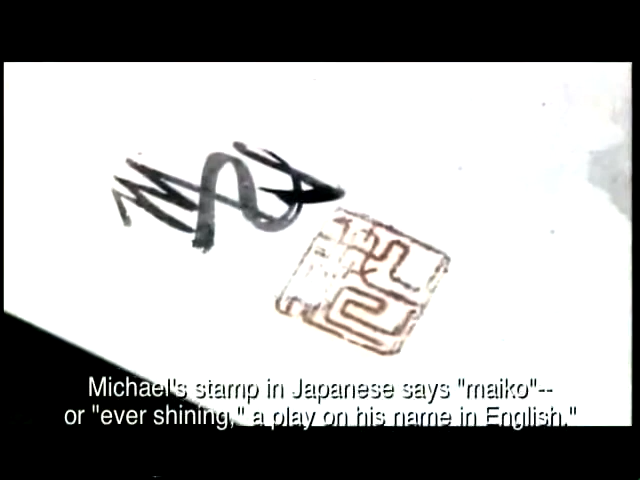 Michael's stamp in Japanese says "maiko"--
or "ever shining," a play on his name in English."